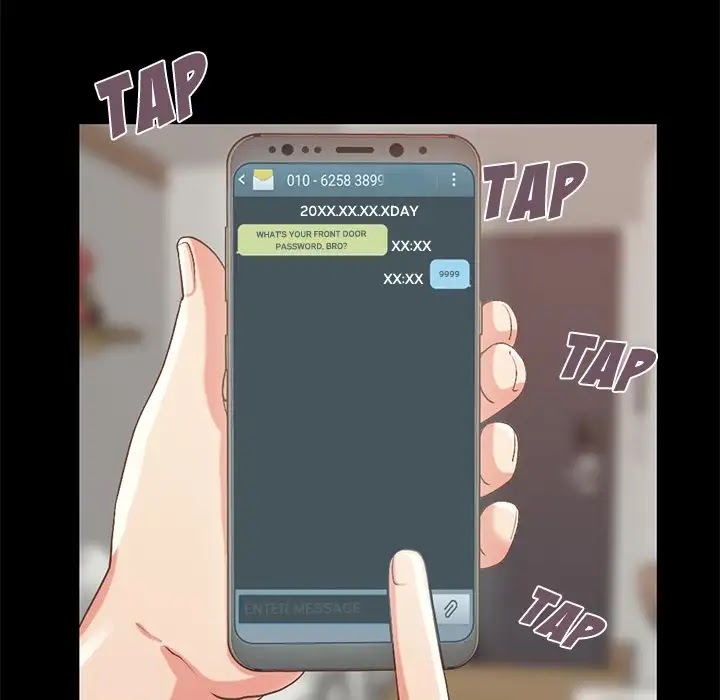 TAP
010 - 6258 3899
TAP
20XX.XX.XX.XDAY
WHAT'S YOUR FRONT DOOR
PASSWORD, BRO?
XX:XX
XX:XX
9999
TAP
ENTER MESSAGE
TAP